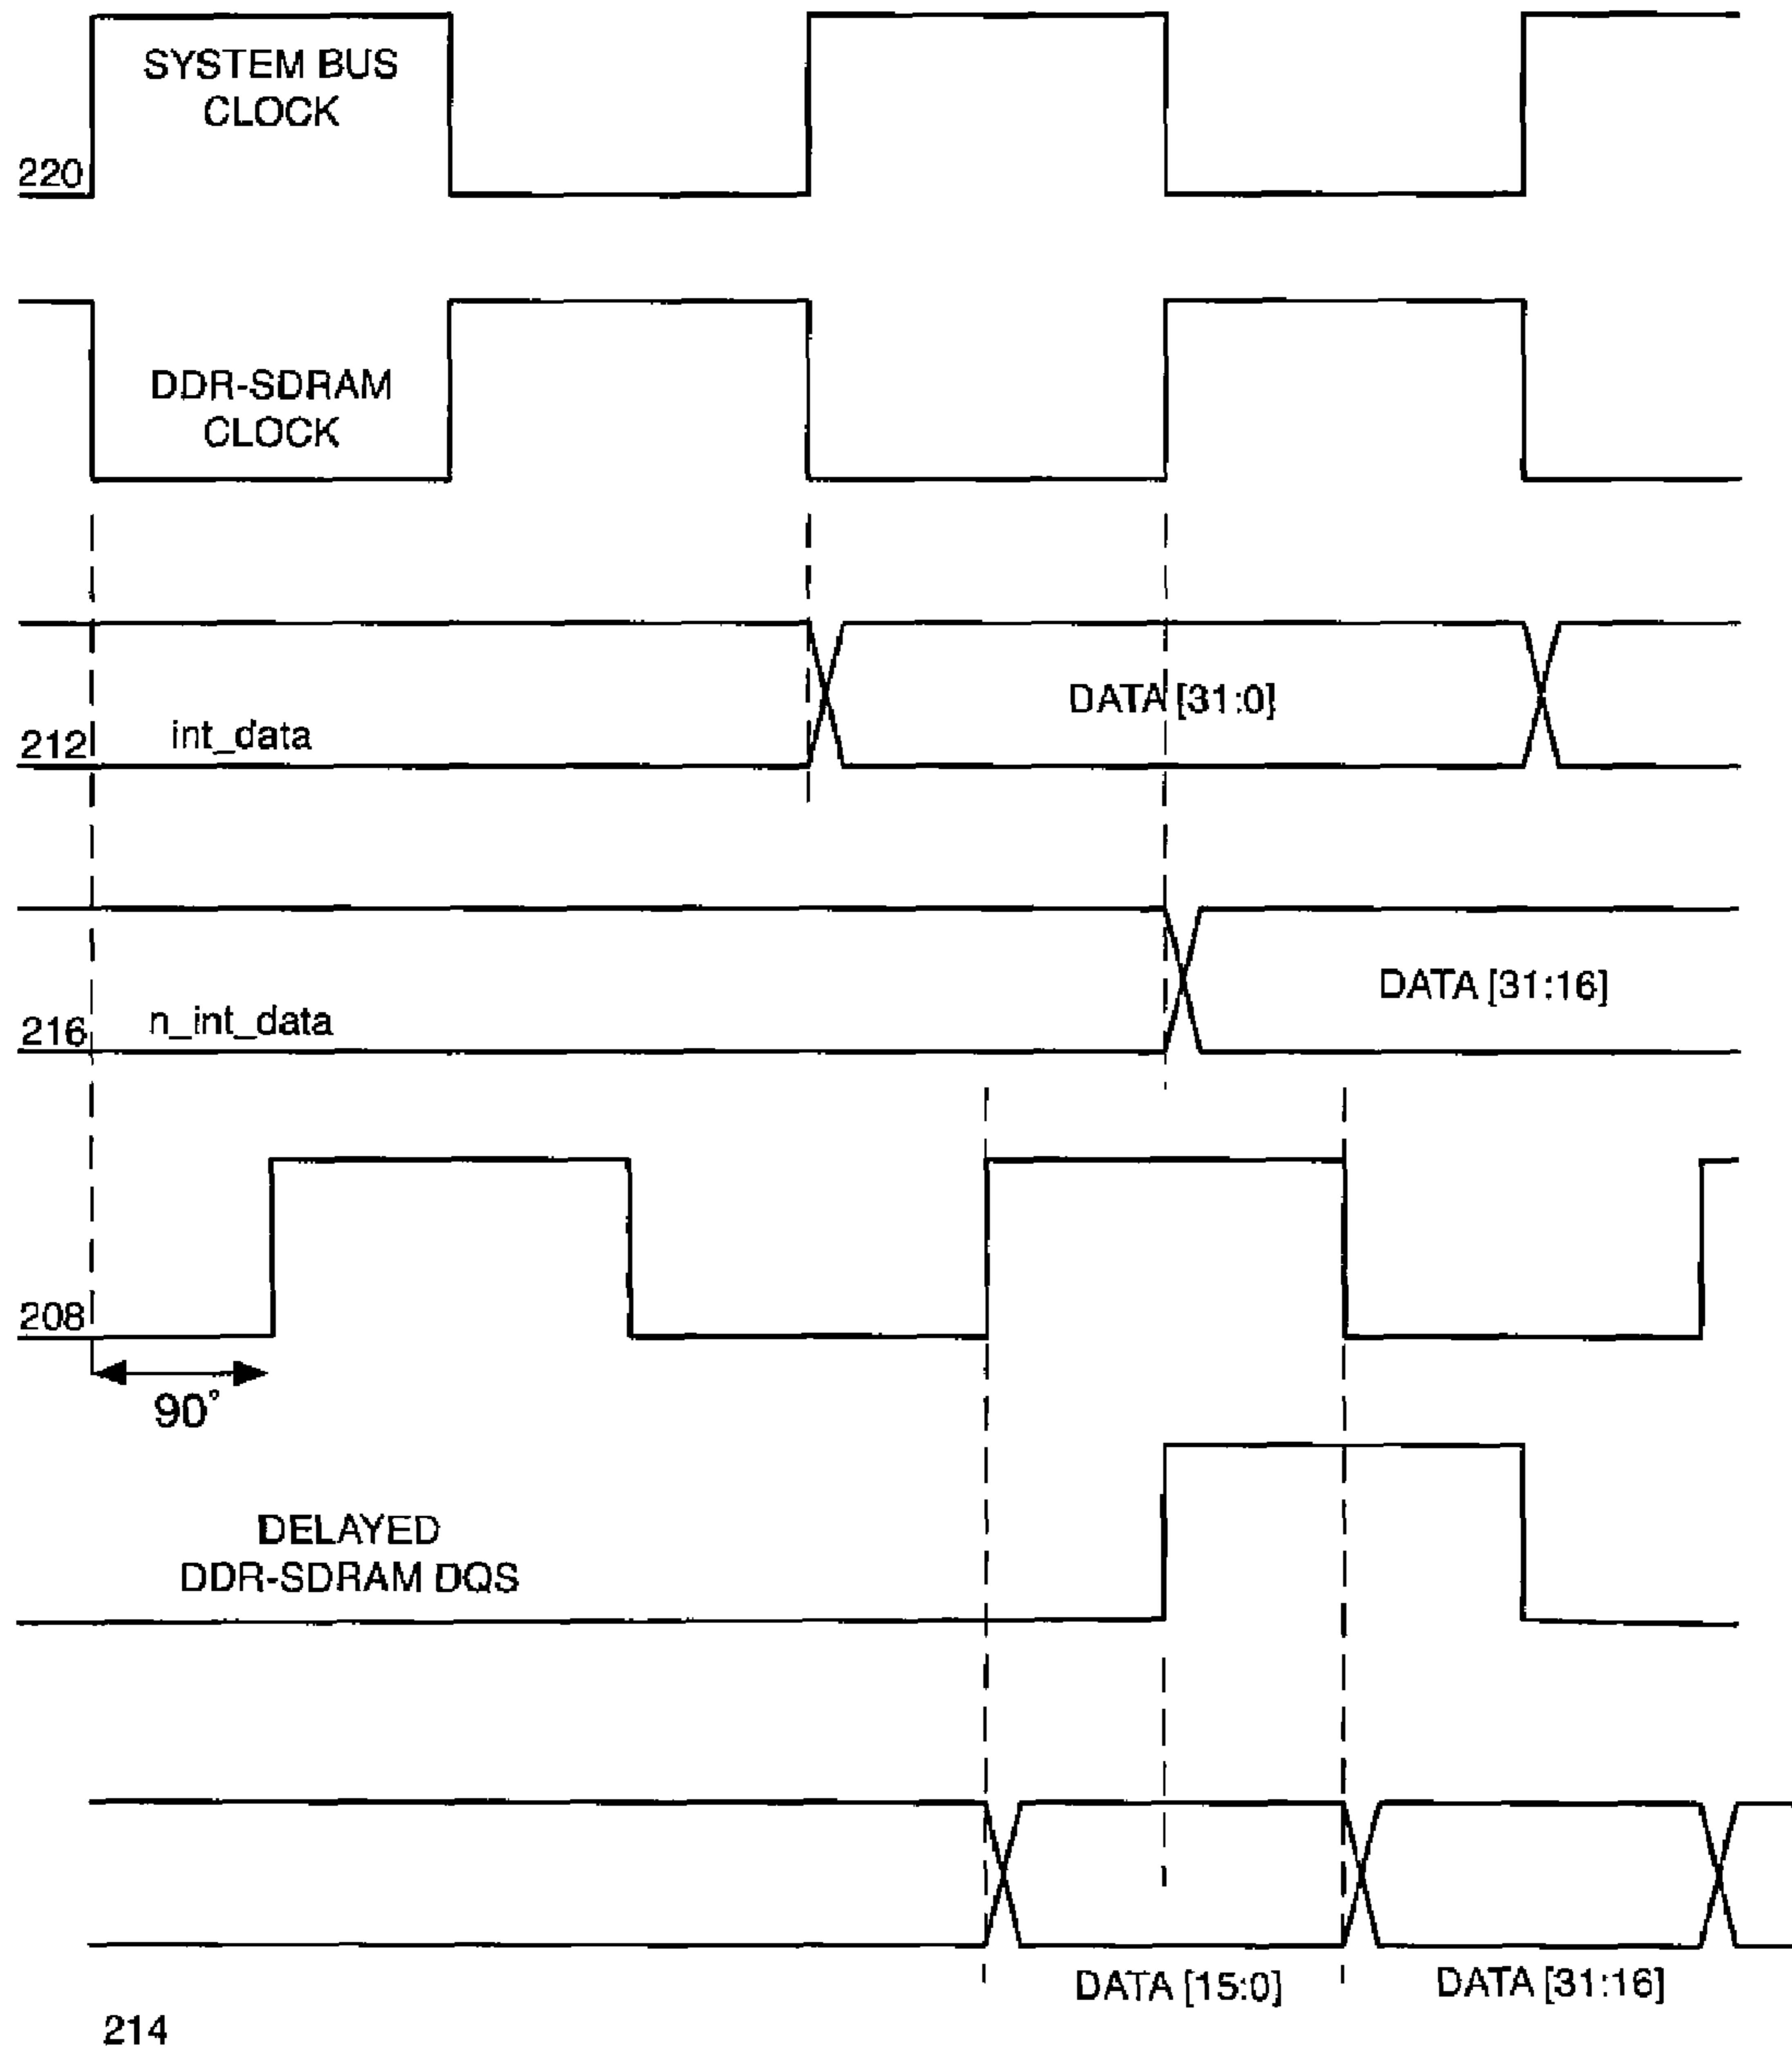 SYSTEM BUS
CLOCK
220
DDR-SDRAM
CLOCK
DATA [31:0]
212 int_data
DATA [31:16]
216 n_int_data
208
90°
DELAYED
DDR-SDRAM DQS
DATA [15:0] DATA [31:16]
214